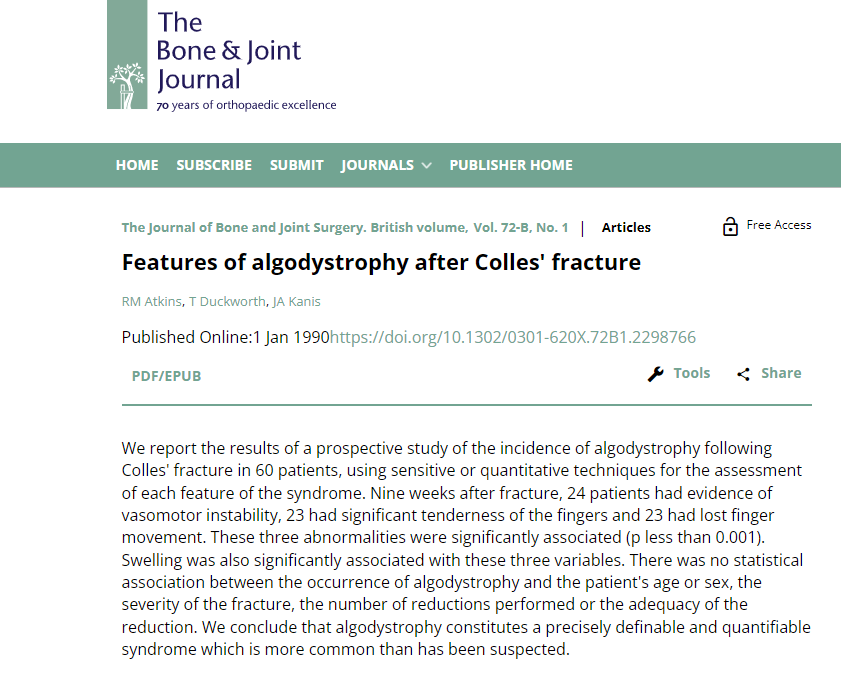 The
Bone & Joint
Journal
70 years of orthopaedic excellence
HOME SUBSCRIBE SUBMIT JOURNALS PUBLISHER HOME
The Journal of Bone and Joint Surgery. British volume, Vol. 72-B, No. 1 | Articles Free Access
Features of algodystrophy after Colles' fracture
RM Atkins, T Duckworth, JA Kanis
Published Online:1 Jan 1990https://doi.org/10.1302/0301-620X.72B1.2298766
PDF/EPUB Tools Share
We report the results of a prospective study of the incidence of algodystrophy following
Colles' fracture in 60 patients, using sensitive or quantitative techniques for the assessment
of each feature of the syndrome. Nine weeks after fracture, 24 patients had evidence of
vasomotor instability, 23 had significant tenderness of the fingers and 23 had lost finger
movement. These three abnormalities were significantly associated (p less than 0.001).
Swelling was also significantly associated with these three variables. There was no statistical
association between the occurrence of algodystrophy and the patient's age or sex, the
severity of the fracture, the number of reductions performed or the adequacy of the
reduction. We conclude that algodystrophy constitutes a precisely definable and quantifiable
syndrome which is more common than has been suspected.